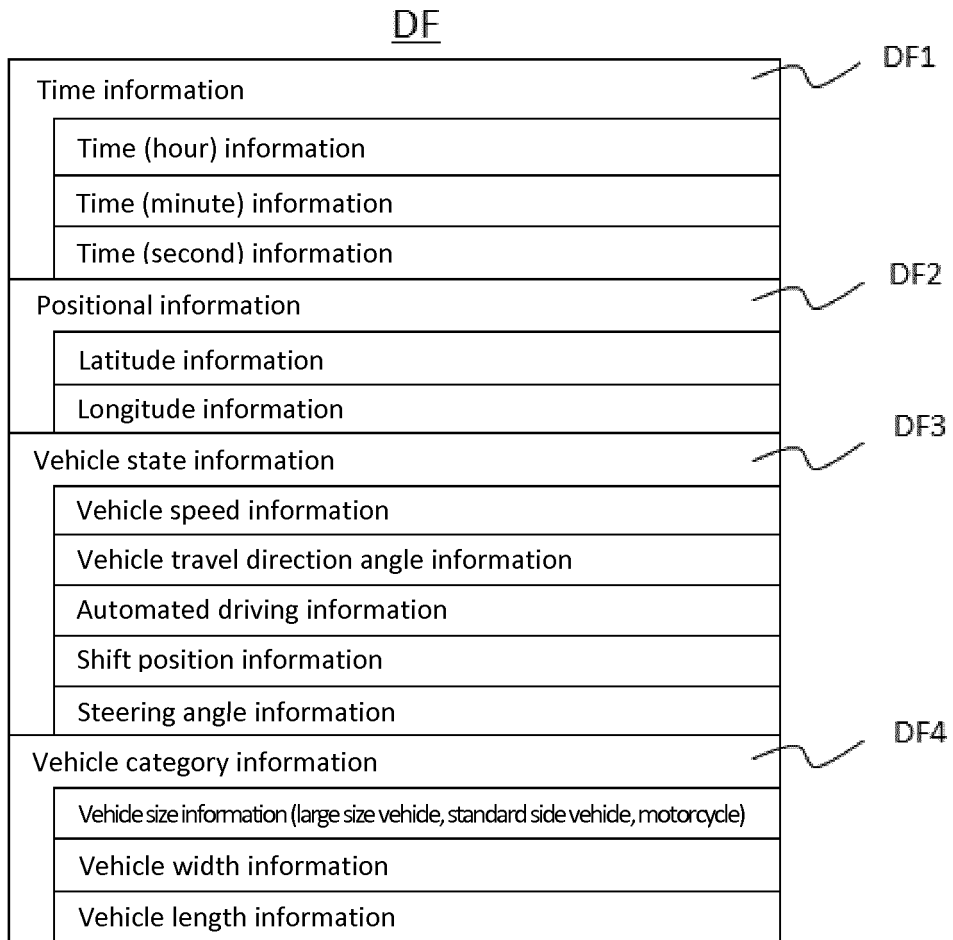 DF
DF1
Time information
Time (hour) information
Time (minute) information
Time (second) information
DF2
Positional information
Latitude information
Longitude information
DF3
Vehicle state information
Vehicle speed information
Vehicle travel direction angle information
Automated driving information
Shift position information
Steering angle information
DF4
Vehicle category information
Vehicle size information (large size vehicle, standard side vehicle, motorcycle)
Vehicle width information
Vehicle length information